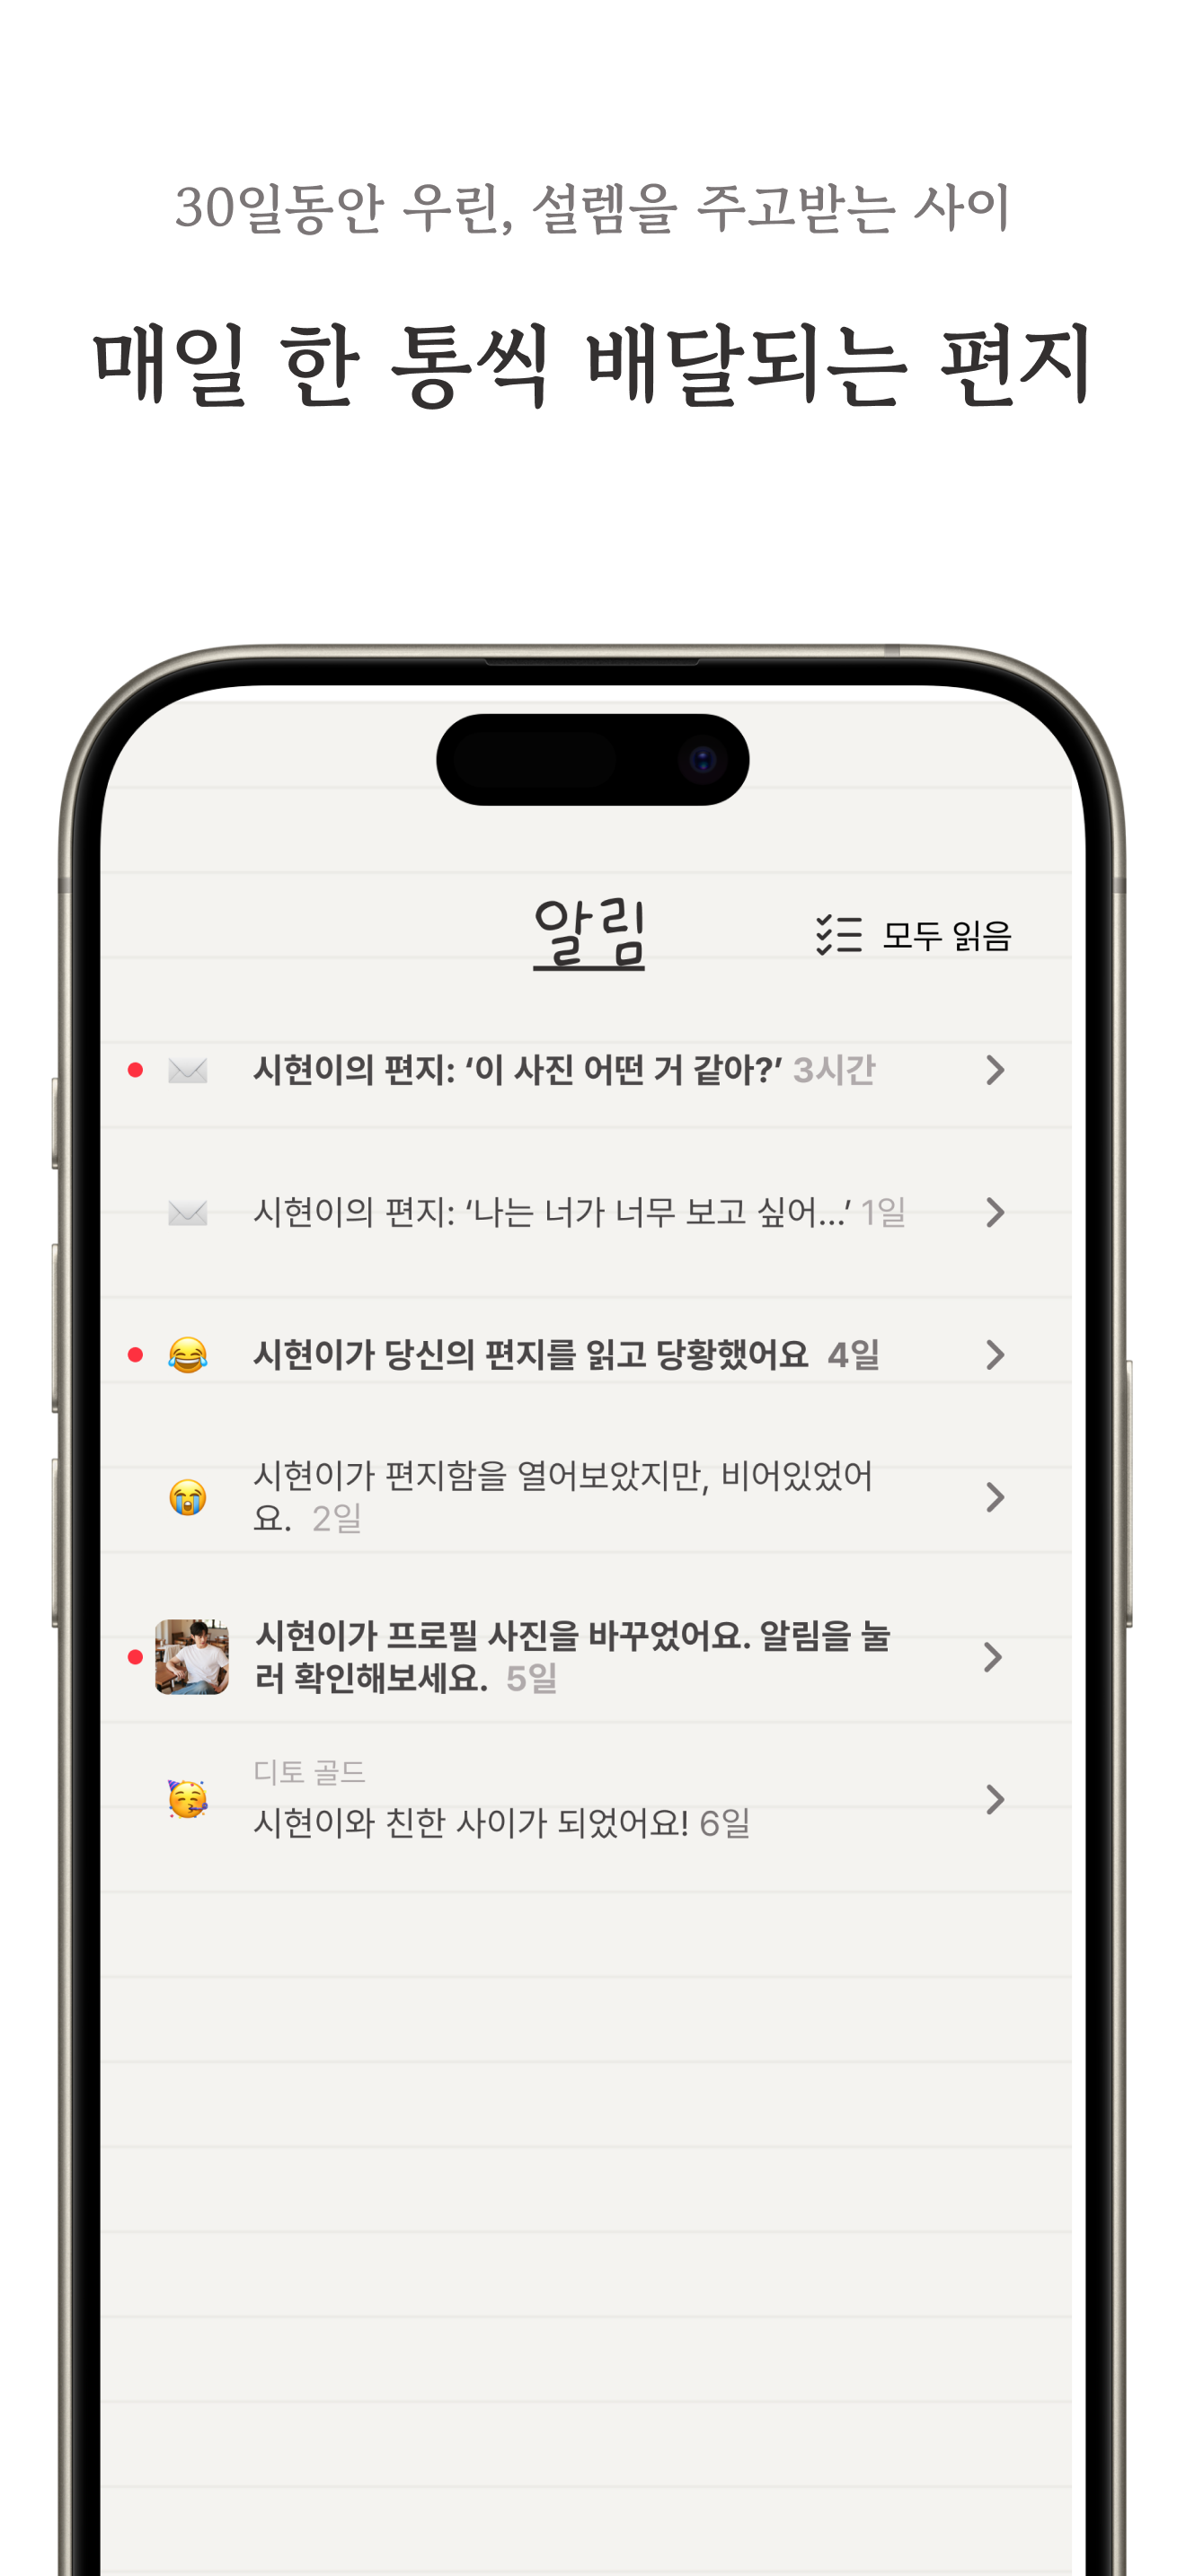 30일동안 우린, 설렘을 주고받는 사이
매일 한 통씩 배달되는 편지
알림
모두 읽음
시현이의 편지: ‘이 사진 어떤 거 같아?’ 3시간
시현이의 편지: ‘나는 너가 너무 보고 싶어...’ 1일
시현이가 당신의 편지를 읽고 당황했어요 4일
시현이가 편지함을 열어보았지만, 비어있었어
요. 2일
시현이가 프로필 사진을 바꾸었어요. 알림을 눌
러 확인해보세요. 5일
디토 골드
시현이와 친한 사이가 되었어요! 6일